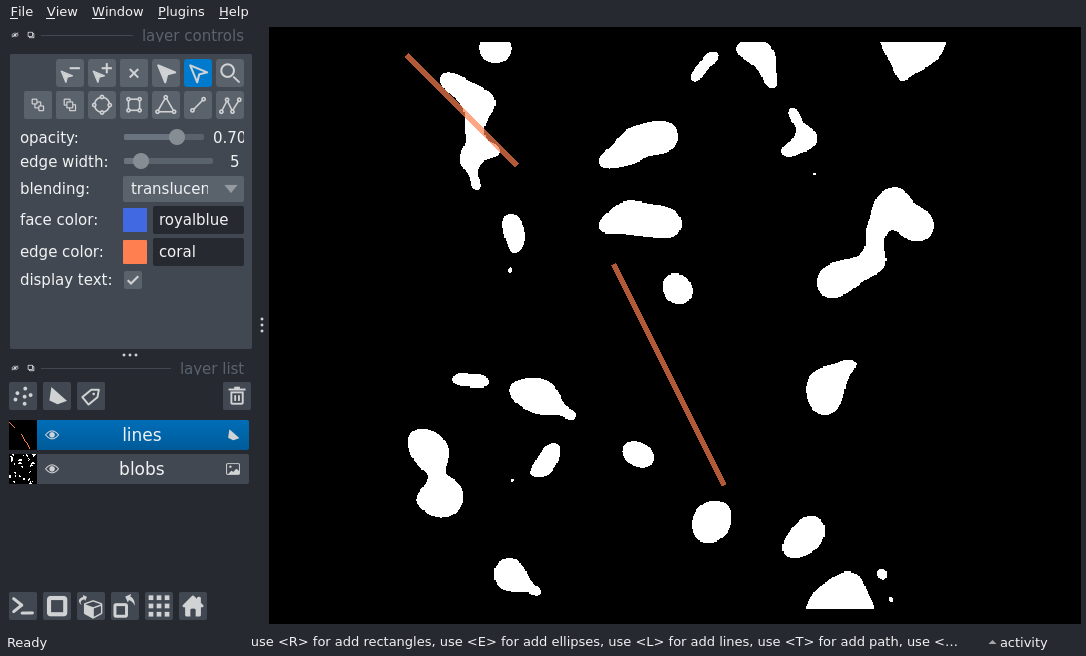 File View Window Plugins Help
layer controls
opacity: 0.70
edge width: 5
blending: translucen
face color: royalblue
edge color: coral
display text:
layer list
lines
blobs
Ready use <R> for add rectangles, use <E> for add ellipses, use <L> for add lines, use <T> for add path, use <... activity